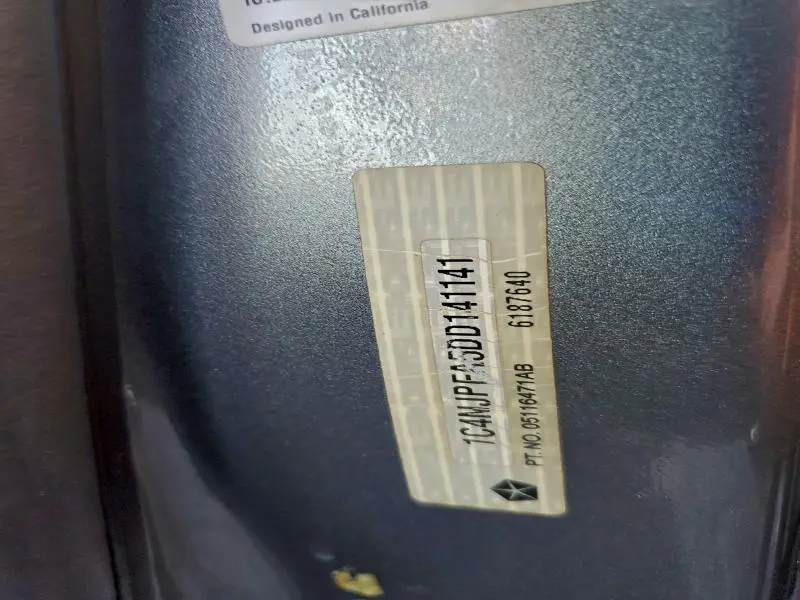 Designed in California
1C4NJPFA5DD141141
PT. NO. 05116471AB 6187640